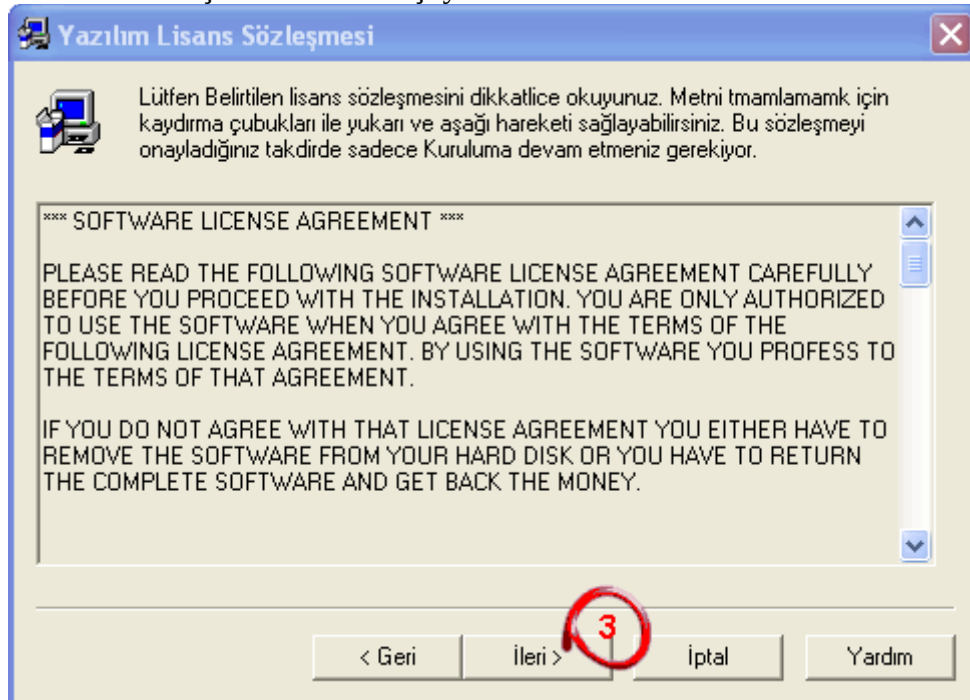 Yazılım Lisans Sözleşmesi
Lütfen Belirtilen lisans sözleşmesini dikkatlice okuyunuz. Metni tmamlamamk için
kaydırma çubukları ile yukarı ve aşağı hareketi sağlayabilirsiniz. Bu sözleşmeyi
onayladığınız takdirde sadece Kuruluma devam etmeniz gerekiyor.
*** SOFTWARE LICENSE AGREEMENT ***
PLEASE READ THE FOLLOWING SOFTWARE LICENSE AGREEMENT CAREFULLY
BEFORE YOU PROCEED WITH THE INSTALLATION. YOU ARE ONLY AUTHORIZED
TO USE THE SOFTWARE WHEN YOU AGREE WITH THE TERMS OF THE
FOLLOWING LICENSE AGREEMENT. BY USING THE SOFTWARE YOU PROFESS TO
THE TERMS OF THAT AGREEMENT.
IF YOU DO NOT AGREE WITH THAT LICENSE AGREEMENT YOU EITHER HAVE TO
REMOVE THE SOFTWARE FROM YOUR HARD DISK OR YOU HAVE TO RETURN
THE COMPLETE SOFTWARE AND GET BACK THE MONEY.
3
< Geri İleri > İptal Yardım